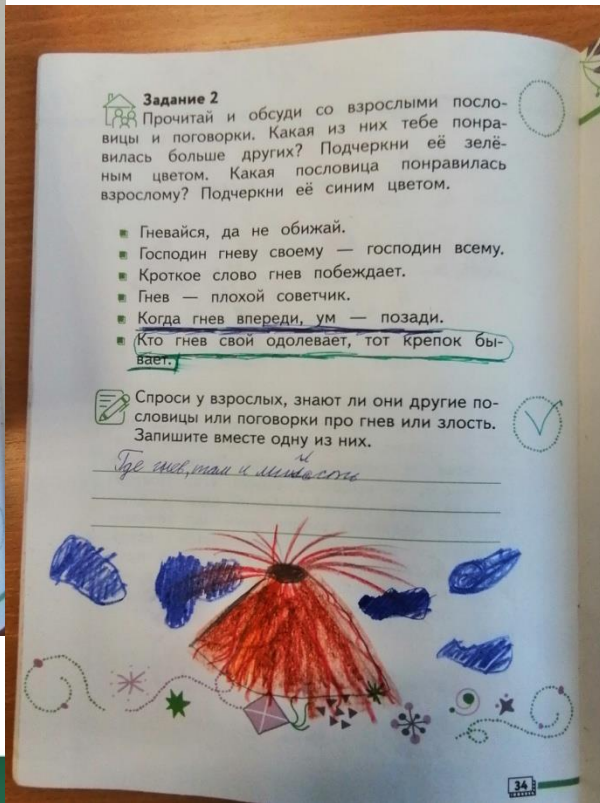 Задание 2
Прочитай и обсуди со взрослыми посло-
вицы и поговорки. Какая из них тебе понра-
вилась больше других? Подчеркни её зелё-
ным цветом. Какая пословица понравилась
взрослому? Подчеркни её синим цветом.
Гневайся, да не обижай.
Господин гневу своему — господин всему.
Кроткое слово гнев побеждает.
Гнев — плохой советчик.
Когда гнев впереди, ум — позади.
Кто гнев свой одолевает, тот крепок бы-
вает.
Спроси у взрослых, знают ли они другие по-
словицы или поговорки про гнев или злость.
Запишите вместе одну из них.
Где гнев, там и милость
34